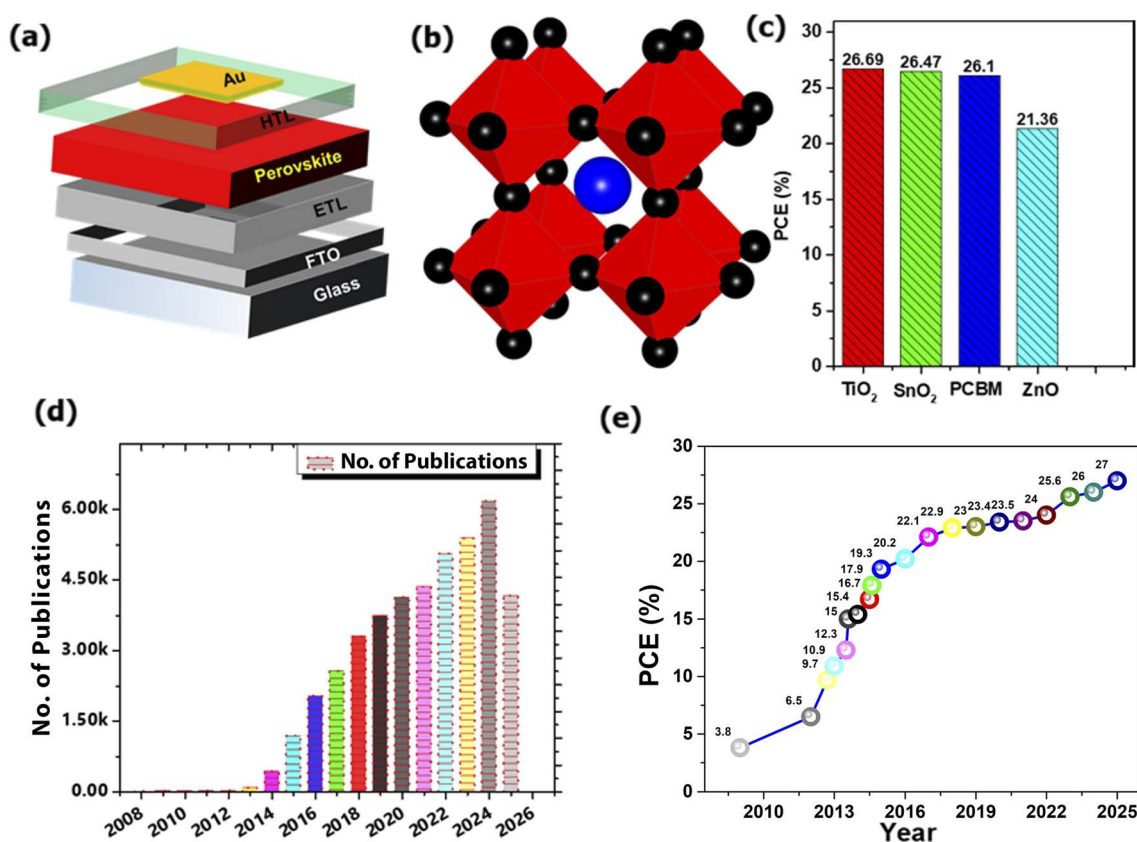 (a)
Au
HTL
Perovskite
ETL
FTO
Glass
(b)
(c)
30
25
20
15
10
5
0
PCE (%)
26.69
26.47
26.1
21.36
TiO₂
SnO₂
PCBM
ZnO
(d)
No. of Publications
6.00k
4.50k
3.00k
1.50k
0.00
No. of Publications
2008
2010
2012
2014
2016
2018
2020
2022
2024
2026
(e)
30
25
20
15
10
5
0
PCE (%)
3.8
6.5
9.7
10.9
12.3
15
15.4
16.7
17.9
19.3
20.2
22.1
22.9
23
23.4
23.5
24
25.6
26
27
2010
2013
2014
2016
2019
2022
2025
Year